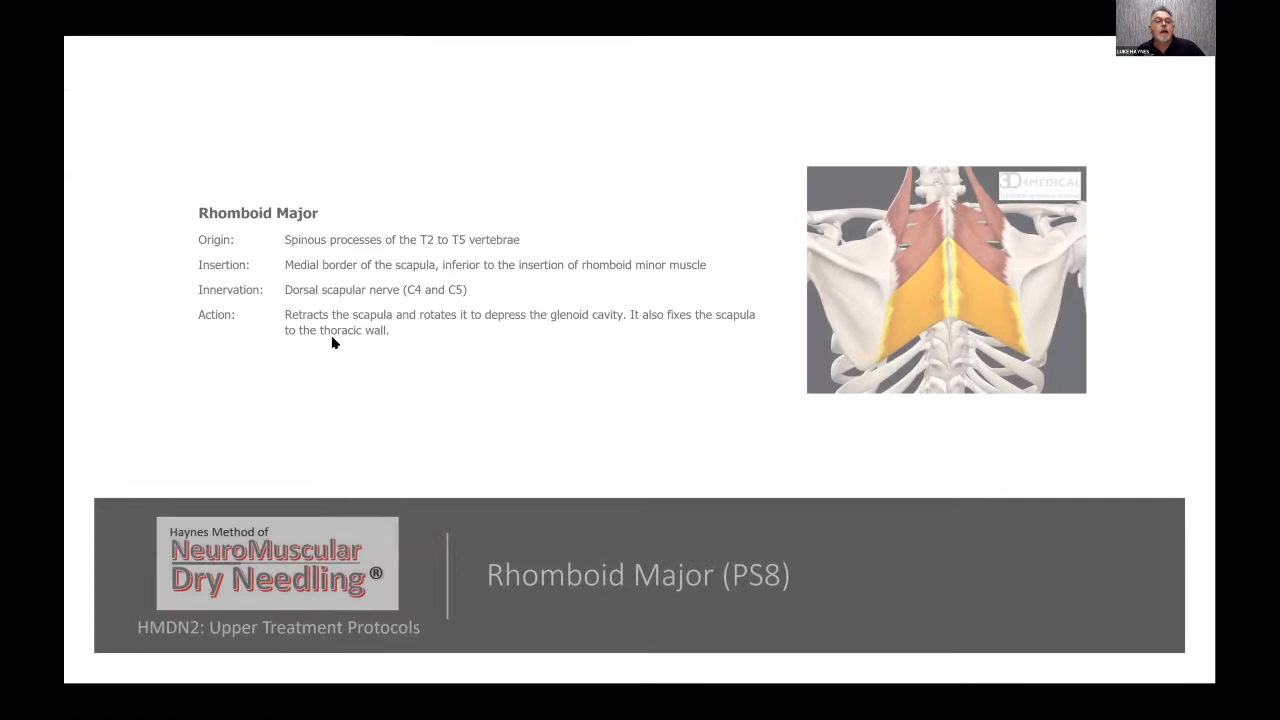 LUKE HAYNES
3D4MEDICAL
Rhomboid Major
Origin: Spinous processes of the T2 to T5 vertebrae
Insertion: Medial border of the scapula, inferior to the insertion of rhomboid minor muscle
Innervation: Dorsal scapular nerve (C4 and C5)
Action: Retracts the scapula and rotates it to depress the glenoid cavity. It also fixes the scapula
to the thoracic wall.
Haynes Method of
NeuroMuscular
Dry Needling®
HMDN2: Upper Treatment Protocols
Rhomboid Major (PS8)